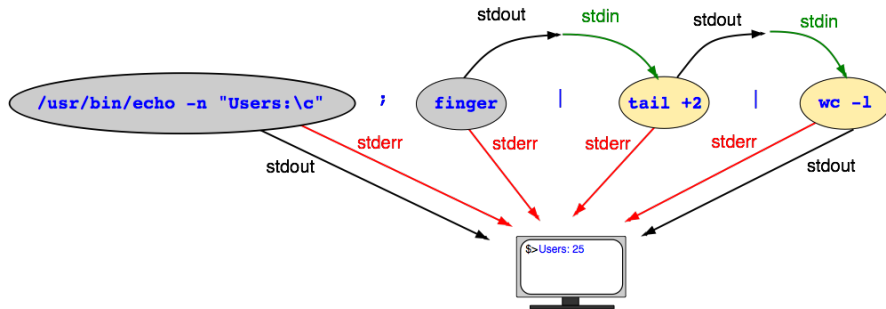 stdout stdin stdout stdin
/usr/bin/echo -n "Users:\c" ; finger | tail +2 | wc -l
stderr stderr stderr stderr
stdout stdout
$>Users: 25